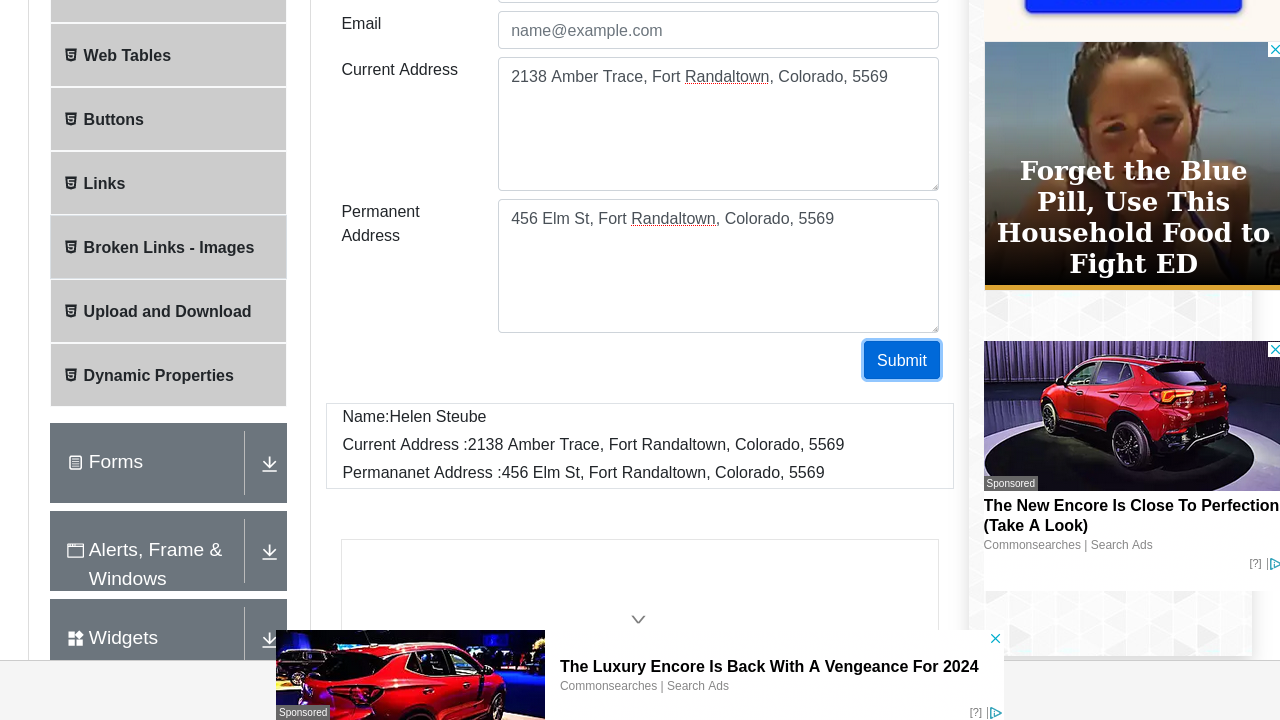 Email
name@example.com
Web Tables
Current Address
2138 Amber Trace, Fort Randaltown, Colorado, 5569
Buttons
Links
Permanent
Address
456 Elm St, Fort Randaltown, Colorado, 5569
Broken Links - Images
Upload and Download
Submit
Dynamic Properties
Name:Helen Steube
Current Address :2138 Amber Trace, Fort Randaltown, Colorado, 5569
Permananet Address :456 Elm St, Fort Randaltown, Colorado, 5569
Forms
Alerts, Frame &
Windows
Widgets
Forget the Blue
Pill, Use This
Household Food to
Fight ED
Sponsored
The New Encore Is Close To Perfection
(Take A Look)
Commonsearches | Search Ads
[?]
The Luxury Encore Is Back With A Vengeance For 2024
Commonsearches | Search Ads
Sponsored
[?]